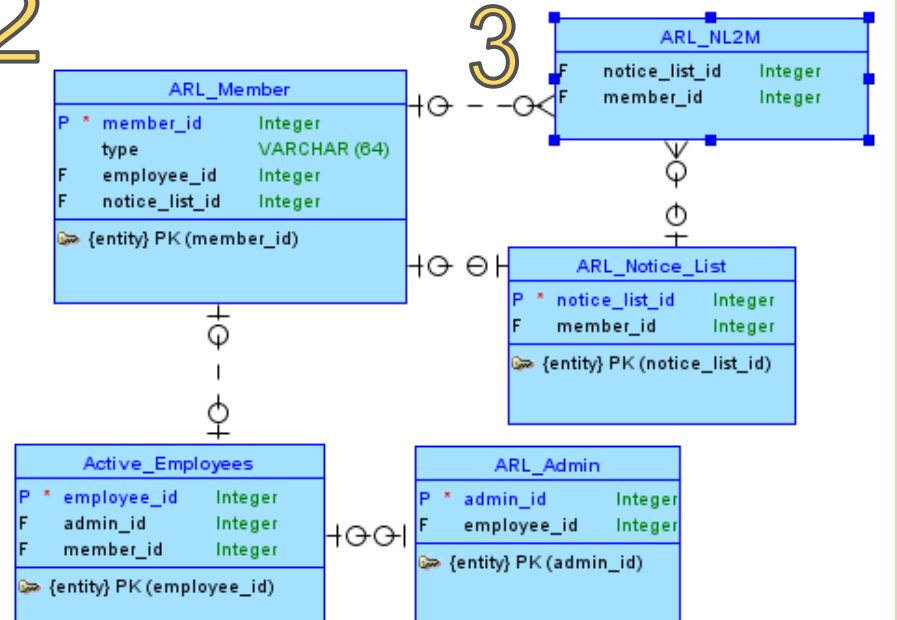 2
3
ARL_NL2M
F notice_list_id Integer
F member_id Integer
ARL_Member
P * member_id Integer
type VARCHAR (64)
F employee_id Integer
F notice_list_id Integer
{entity} PK (member_id)
ARL_Notice_List
P * notice_list_id Integer
F member_id Integer
{entity} PK (notice_list_id)
Active_Employees
P * employee_id Integer
F admin_id Integer
F member_id Integer
{entity} PK (employee_id)
ARL_Admin
P * admin_id Integer
F employee_id Integer
{entity} PK (admin_id)